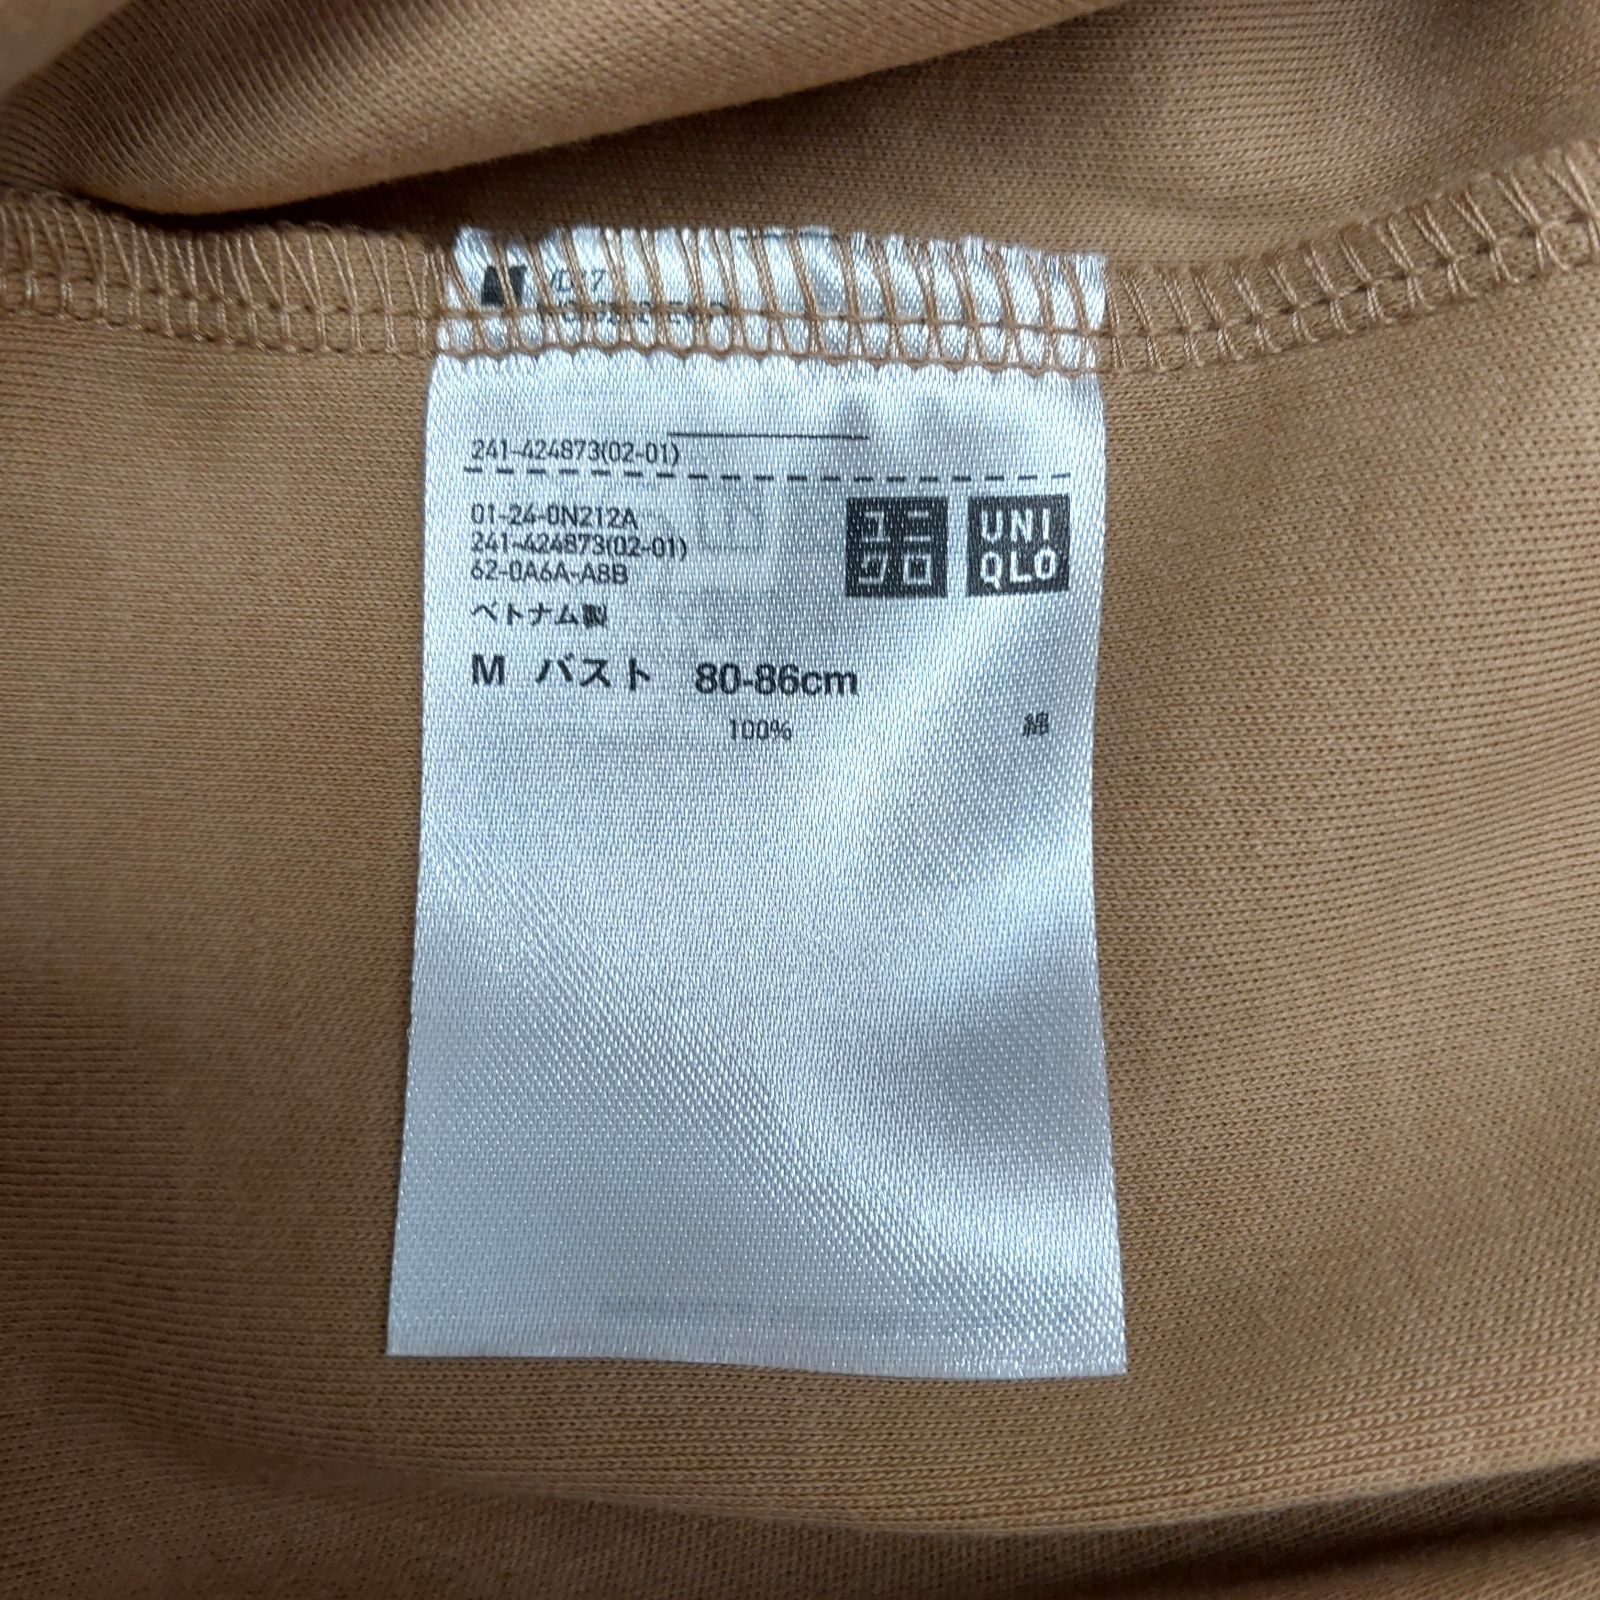 241-424873(02-01)
01-24-0N212A
241-424873(02-01)
62-0A6A-A8B
ユニ
クロ
UNI
QLO
ベトナム製
M バスト 80-86cm
100% 綿